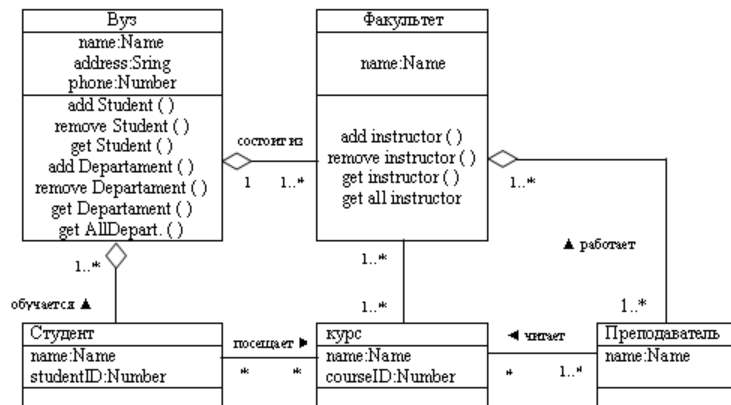 Вуз
name:Name
address:Sring
phone:Number
add Student ( )
remove Student ( )
get Student ( )
add Departament ( )
remove Departament ( )
get Departament ( )
get AllDepart. ( )
состоит из
1
1..*
Факультет
name:Name
add instructor ( )
remove instructor ( )
get instructor ( )
get all instructor
1..*
▲ работает
1..*
1..*
обучается ▲
1..*
1..*
Студент
name:Name
studentID:Number
посещает ►
*
*
курс
name:Name
courseID:Number
◄ читает
*
1..*
Преподаватель
name:Name